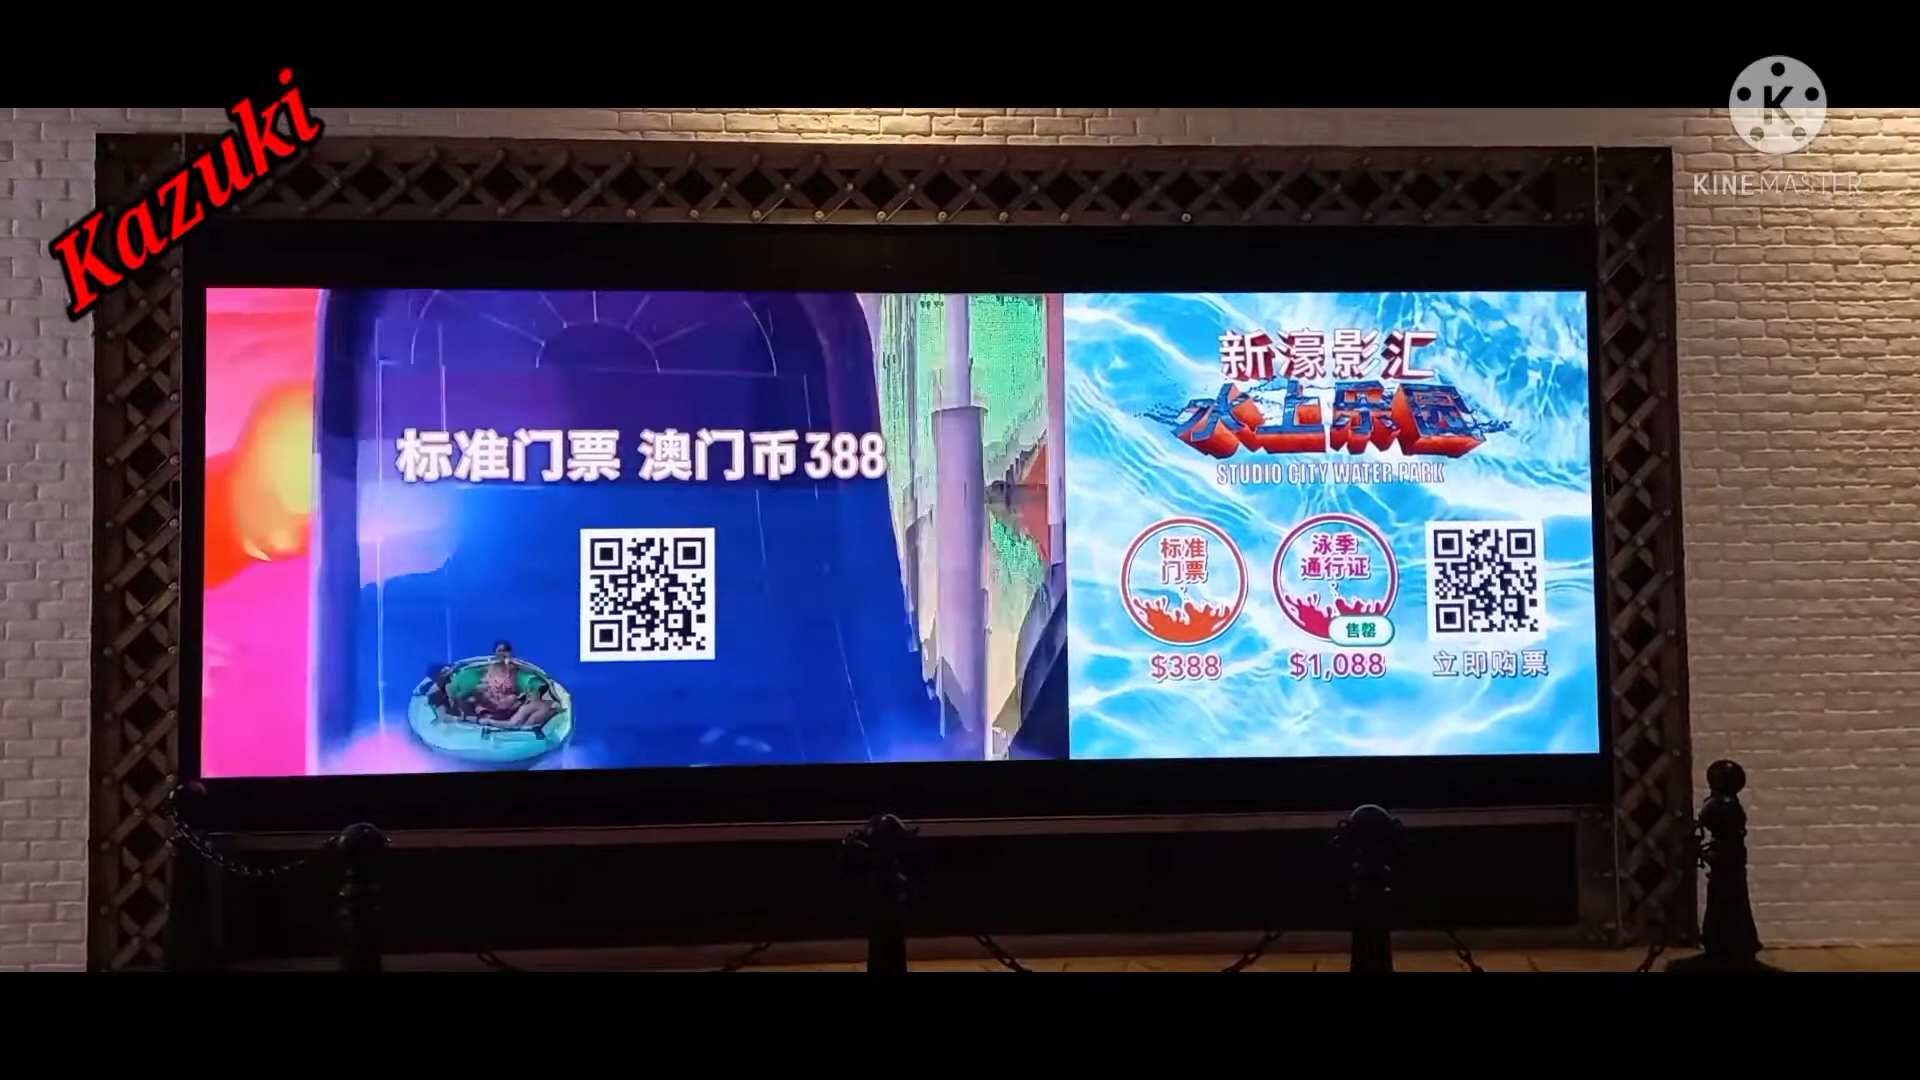 Kazuki
KINEMASTER
标准门票 澳门币388
新濠影汇
水上乐园
STUDIO CITY WATER PARK
标准
门票
$388
泳季
通行证
售罄
$1,088
立即购票